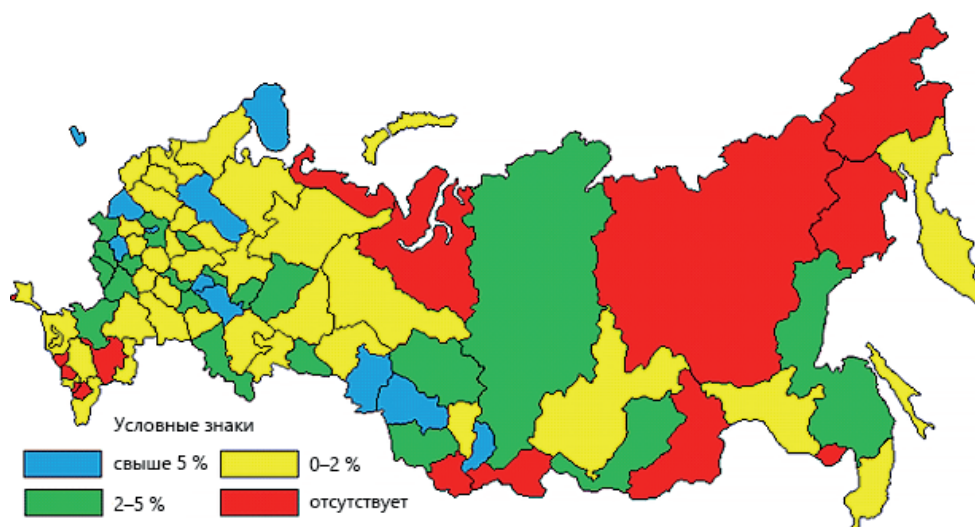 Условные знаки
свыше 5 %
0–2 %
2–5 %
отсутствует